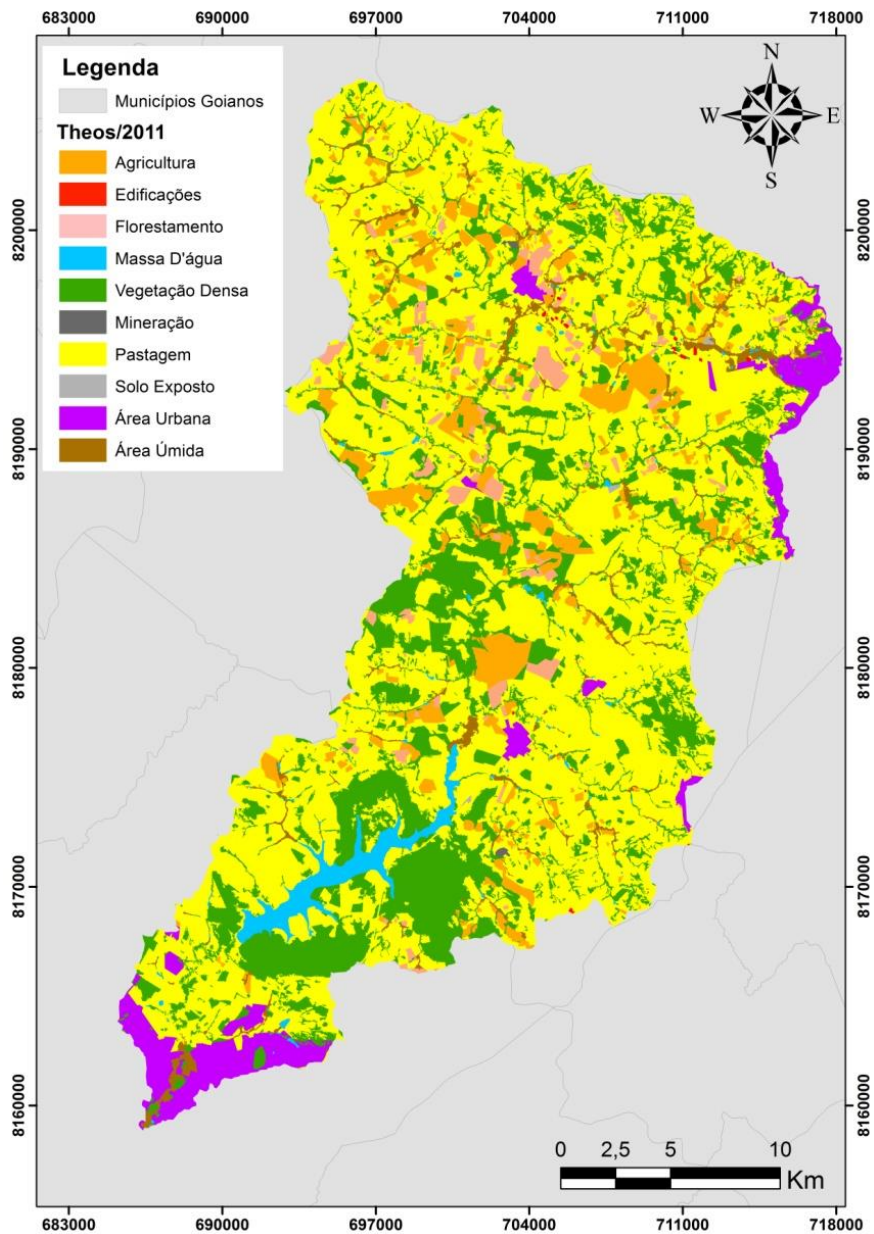 683000 690000 697000 704000 711000 718000
Legenda
Municípios Goianos
Theos/2011
Agricultura
Edificações
Florestamento
Massa D'água
Vegetação Densa
Mineração
Pastagem
Solo Exposto
Área Urbana
Área Úmida
N
W E
S
8200000 8200000
8190000 8190000
8180000 8180000
8170000 8170000
8160000 8160000
0 2,5 5 10
Km
683000 690000 697000 704000 711000 718000